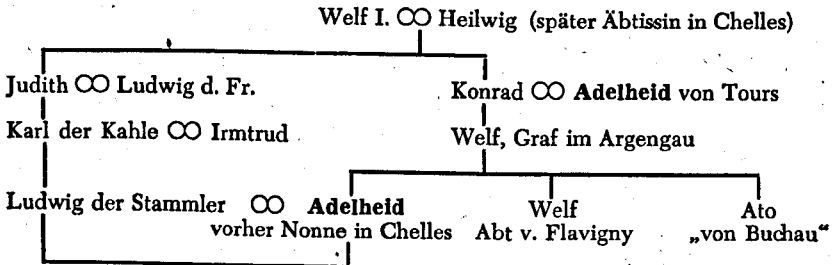 Welf I. ꝏ Heilwig (später Äbtissin in Chelles)
Judith ꝏ Ludwig d. Fr.
Konrad ꝏ Adelheid von Tours
Karl der Kahle ꝏ Irmtrud
Welf, Graf im Argengau
Ludwig der Stammler ꝏ Adelheid
vorher Nonne in Chelles
Welf
Abt v. Flavigny
Ato
„von Buchau“